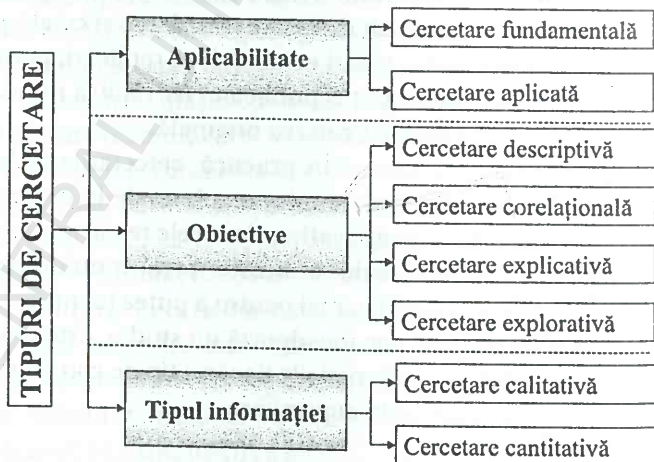 TIPURI DE CERCETARE
Aplicabilitate
Cercetare fundamentală
Cercetare aplicată
Obiective
Cercetare descriptivă
Cercetare corelațională
Cercetare explicativă
Cercetare explorativă
Tipul informației
Cercetare calitativă
Cercetare cantitativă